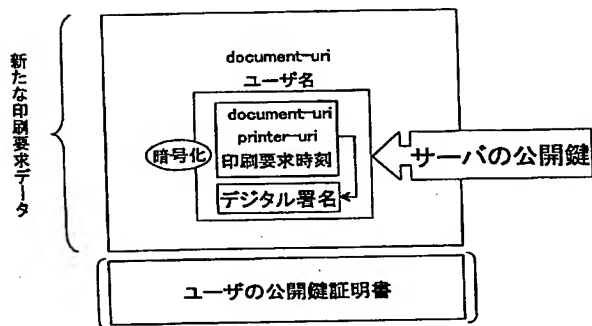 新たな印刷要求データ
document-uri
ユーザ名
document-uri
printer-uri
印刷要求時刻
暗号化
デジタル署名
サーバの公開鍵
ユーザの公開鍵証明書